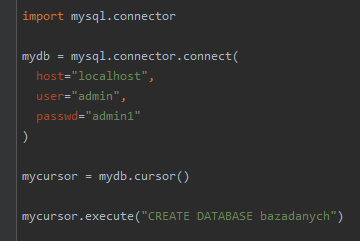 import mysql.connector
mydb = mysql.connector.connect(
host="localhost",
user="admin",
passwd="admin1"
)
mycursor = mydb.cursor()
mycursor.execute("CREATE DATABASE bazadanych")